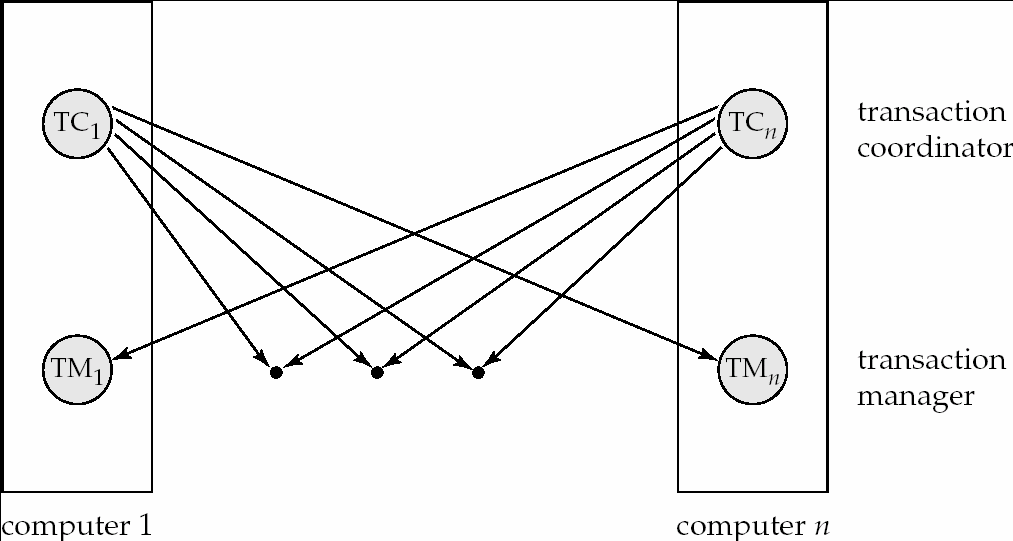 TC1
TCn
transaction
coordinator
TM1
TMn
transaction
manager
computer 1
computer n